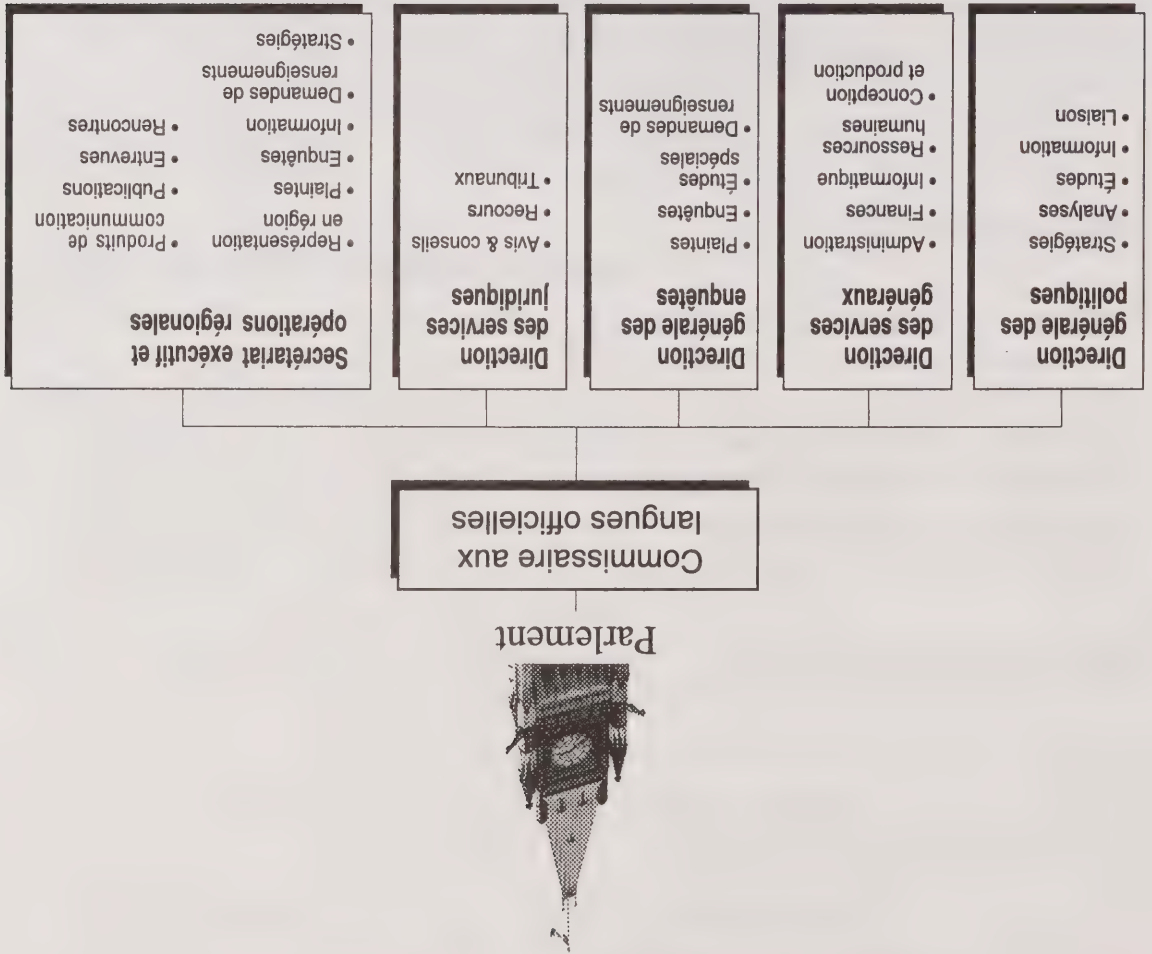 Parlement
Commissaire aux
langues officielles
Direction
générale des
politiques
• Stratégies
• Analyses
• Études
• Information
• Liaison
Direction
des services
généraux
• Administration
• Finances
• Informatique
• Ressources
humaines
• Conception
et production
Direction
générale des
enquêtes
• Plaintes
• Enquêtes
• Études
spéciales
• Demandes de
renseignements
Direction
des services
juridiques
• Avis & conseils
• Recours
• Tribunaux
Secrétariat exécutif et
opérations régionales
• Représentation
en région
• Plaintes
• Enquêtes
• Information
• Demandes de
renseignements
• Stratégies
• Produits de
communication
• Publications
• Entrevues
• Rencontres